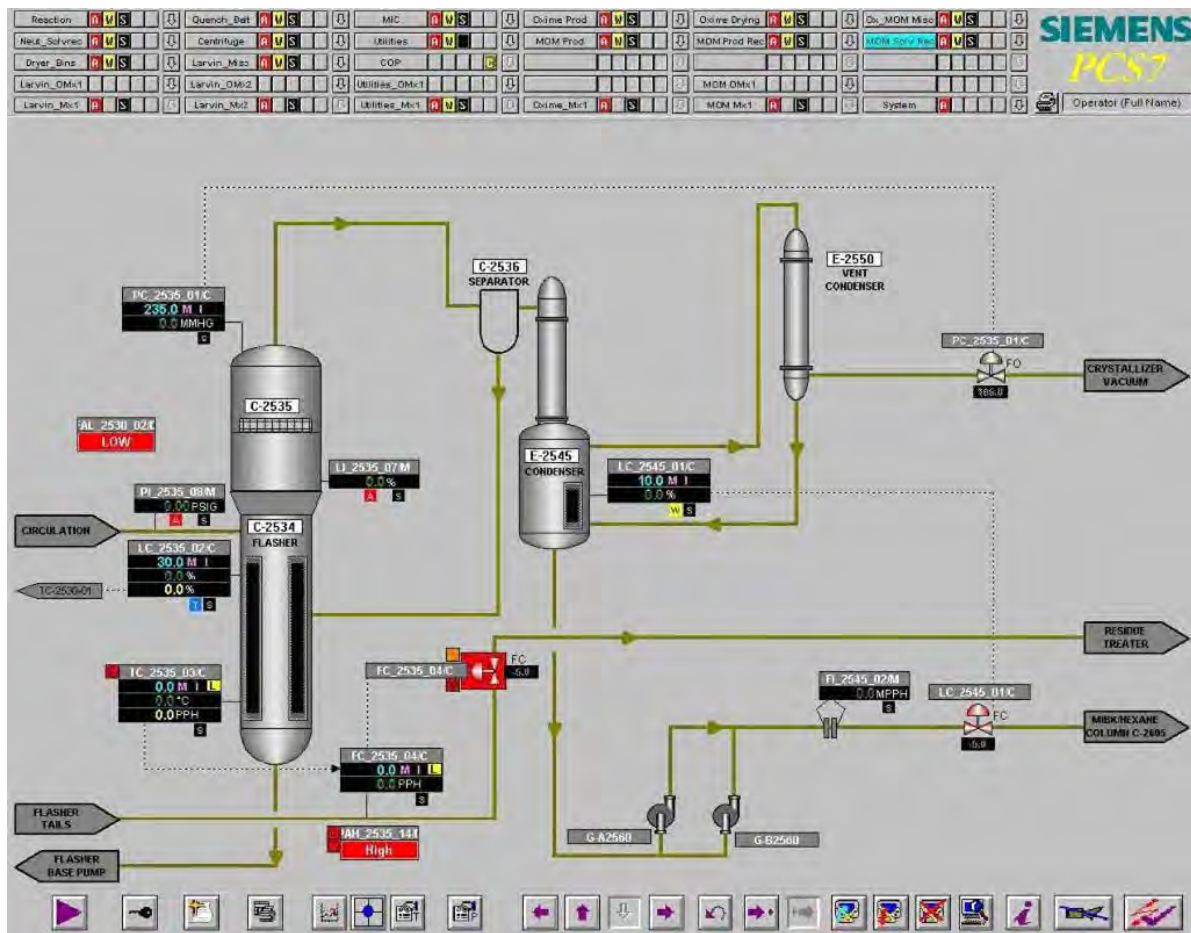 Reaction A W S
Quench_Belt A W S
MIC A W S
Oxime Prod A W S
Oxime Drying A W S
Ox_MOM Misc A W S
SIEMENS
PCS7
Neut_Solvrec A W S
Centrifuge A W S
Utilities A W S
MOM Prod A W S
MOM Prod Rec A W S
MOM Solv Rec A W S
Dryer_Bins A W S
Larvin_Misc A W S
COP
Larvin_OMx1
Larvin_OMx2
Utilities_OMx1
MOM OMx1
Larvin_Mx1 A S
Larvin_Mx2 A S
Utilities_Mx1 A W S
Oxime_Mx1 A S
MOM Mx1 A S
System A S
Operator (Full Name)
C-2536
SEPARATOR
E-2550
VENT
CONDENSER
PC_2535_01/C
235.0 M I
0.0 MMHG
C
PC_2535_01/C
FO
CRYSTALLIZER
VACUUM
C-2535
LOW
E-2545
CONDENSER
LC_2545_01/C
10.0 M I
0.0 %
W S
LI_2535_07/M
0.0 %
A S
PI_2535_08/M
0.00 PSIG
A S
CIRCULATION
C-2534
FLASHER
LC_2535_02/C
30.0 M I
0.0 %
0.0 %
T S
TC-2530-01
RESIDUE
TREATER
TC_2535_03/C
0.0 M I L
0.0 °C
0.0 PPH
S
FC_2535_04/C
FC
-5.0
FI_2545_02/M
0.0 MPPH
S
LC_2545_01/C
FC
-5.0
MIBK/HEXANE
COLUMN C-2605
FC_2535_04/C
0.0 M I L
0.0 PPH
S
FLASHER
TAILS
High
G-A2560
G-B2560
FLASHER
BASE PUMP